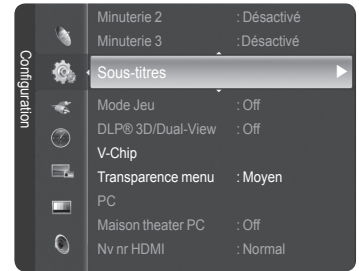 Configuration
Minuterie 2 : Désactivé
Minuterie 3 :Désactivé
Sous-titres
Mode Jeu : Off
DLP® 3D/Dual-View : Off
V-Chip
Transparence menu : Moyen
PC
Maison theater PC : Off
Nv nr HDMI : Normal